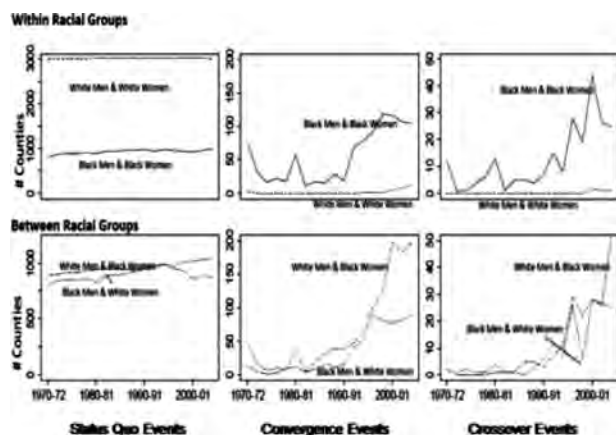 Within Racial Groups
# Counties
3000
2000
1000
0
White Men & White Women
Black Men & Black Women
200
150
100
50
0
Black Men & Black Women
White Men & White Women
60
50
40
30
20
10
0
Black Men & Black Women
White Men & White Women
Between Racial Groups
# Counties
1000
500
0
White Men & Black Women
Black Men & White Women
200
150
100
50
0
White Men & Black Women
Black Men & White Women
60
50
40
30
20
10
0
White Men & Black Women
Black Men & White Women
1970-72 1980-81 1990-91 2000-01
1970-72 1980-81 1990-91 2000-01
1970-72 1980-81 1990-91 2000-01
Status Quo Events
Convergence Events
Crossover Events